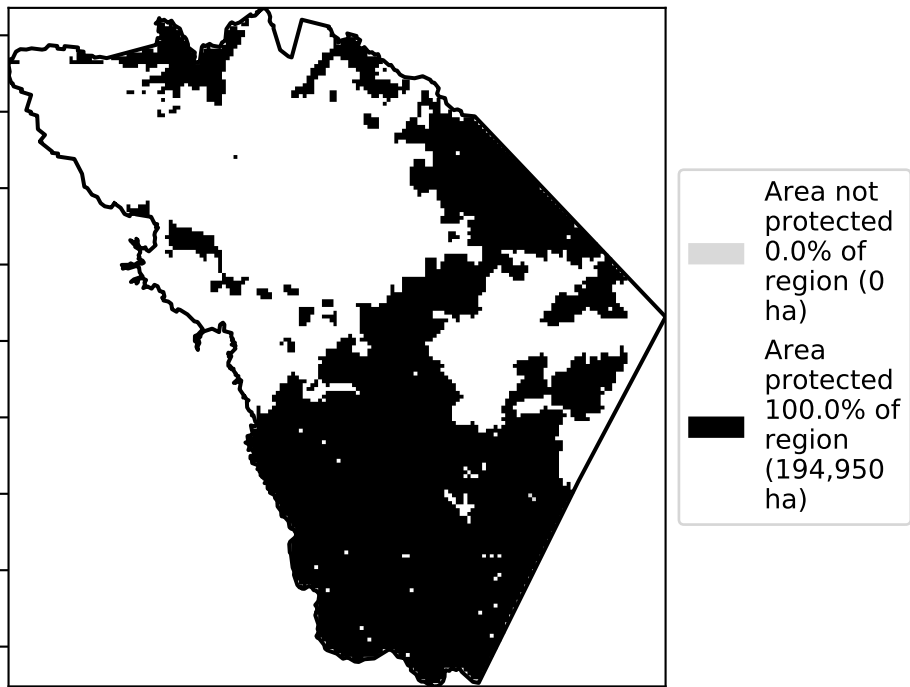 Area not
protected
0.0% of
region (0
ha)
Area
protected
100.0% of
region
(194,950
ha)